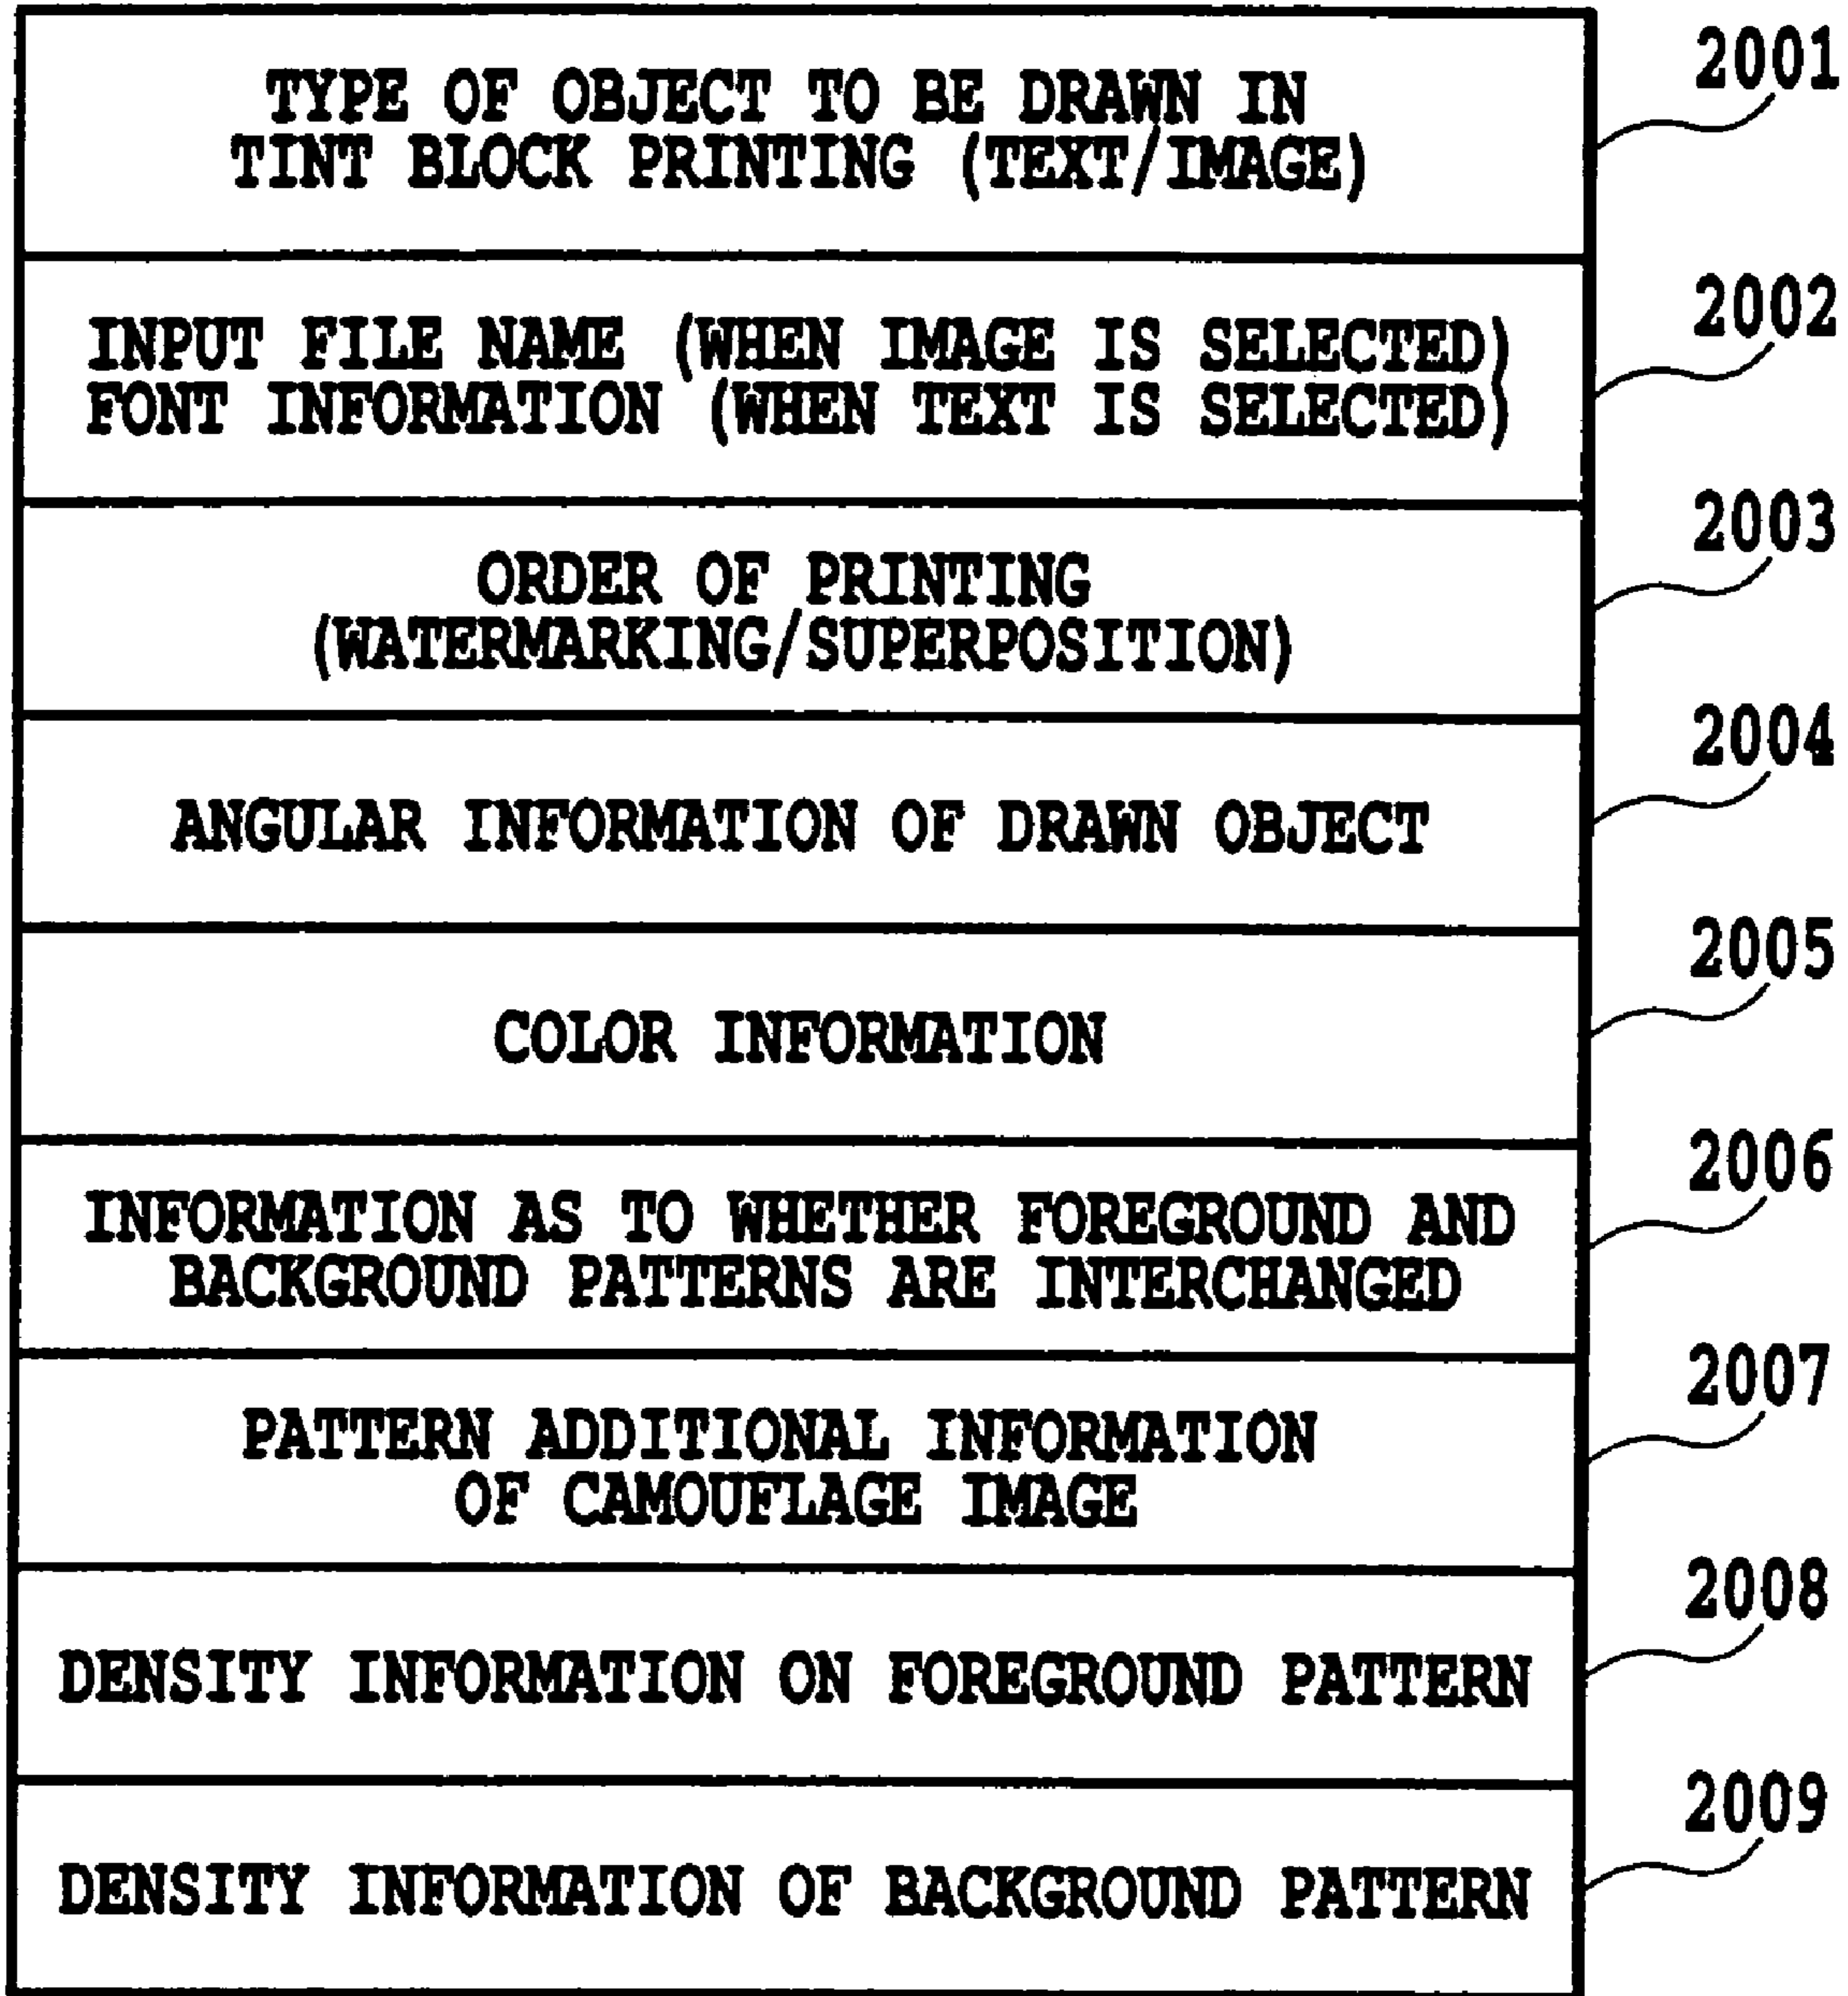 TYPE OF OBJECT TO BE DRAWN IN
TINT BLOCK PRINTING (TEXT/IMAGE)
2001
INPUT FILE NAME (WHEN IMAGE IS SELECTED)
FONT INFORMATION (WHEN TEXT IS SELECTED)
2002
ORDER OF PRINTING
(WATERMARKING/SUPERPOSITION)
2003
ANGULAR INFORMATION OF DRAWN OBJECT
2004
COLOR INFORMATION
2005
INFORMATION AS TO WHETHER FOREGROUND AND
BACKGROUND PATTERNS ARE INTERCHANGED
2006
PATTERN ADDITIONAL INFORMATION
OF CAMOUFLAGE IMAGE
2007
DENSITY INFORMATION ON FOREGROUND PATTERN
2008
DENSITY INFORMATION OF BACKGROUND PATTERN
2009